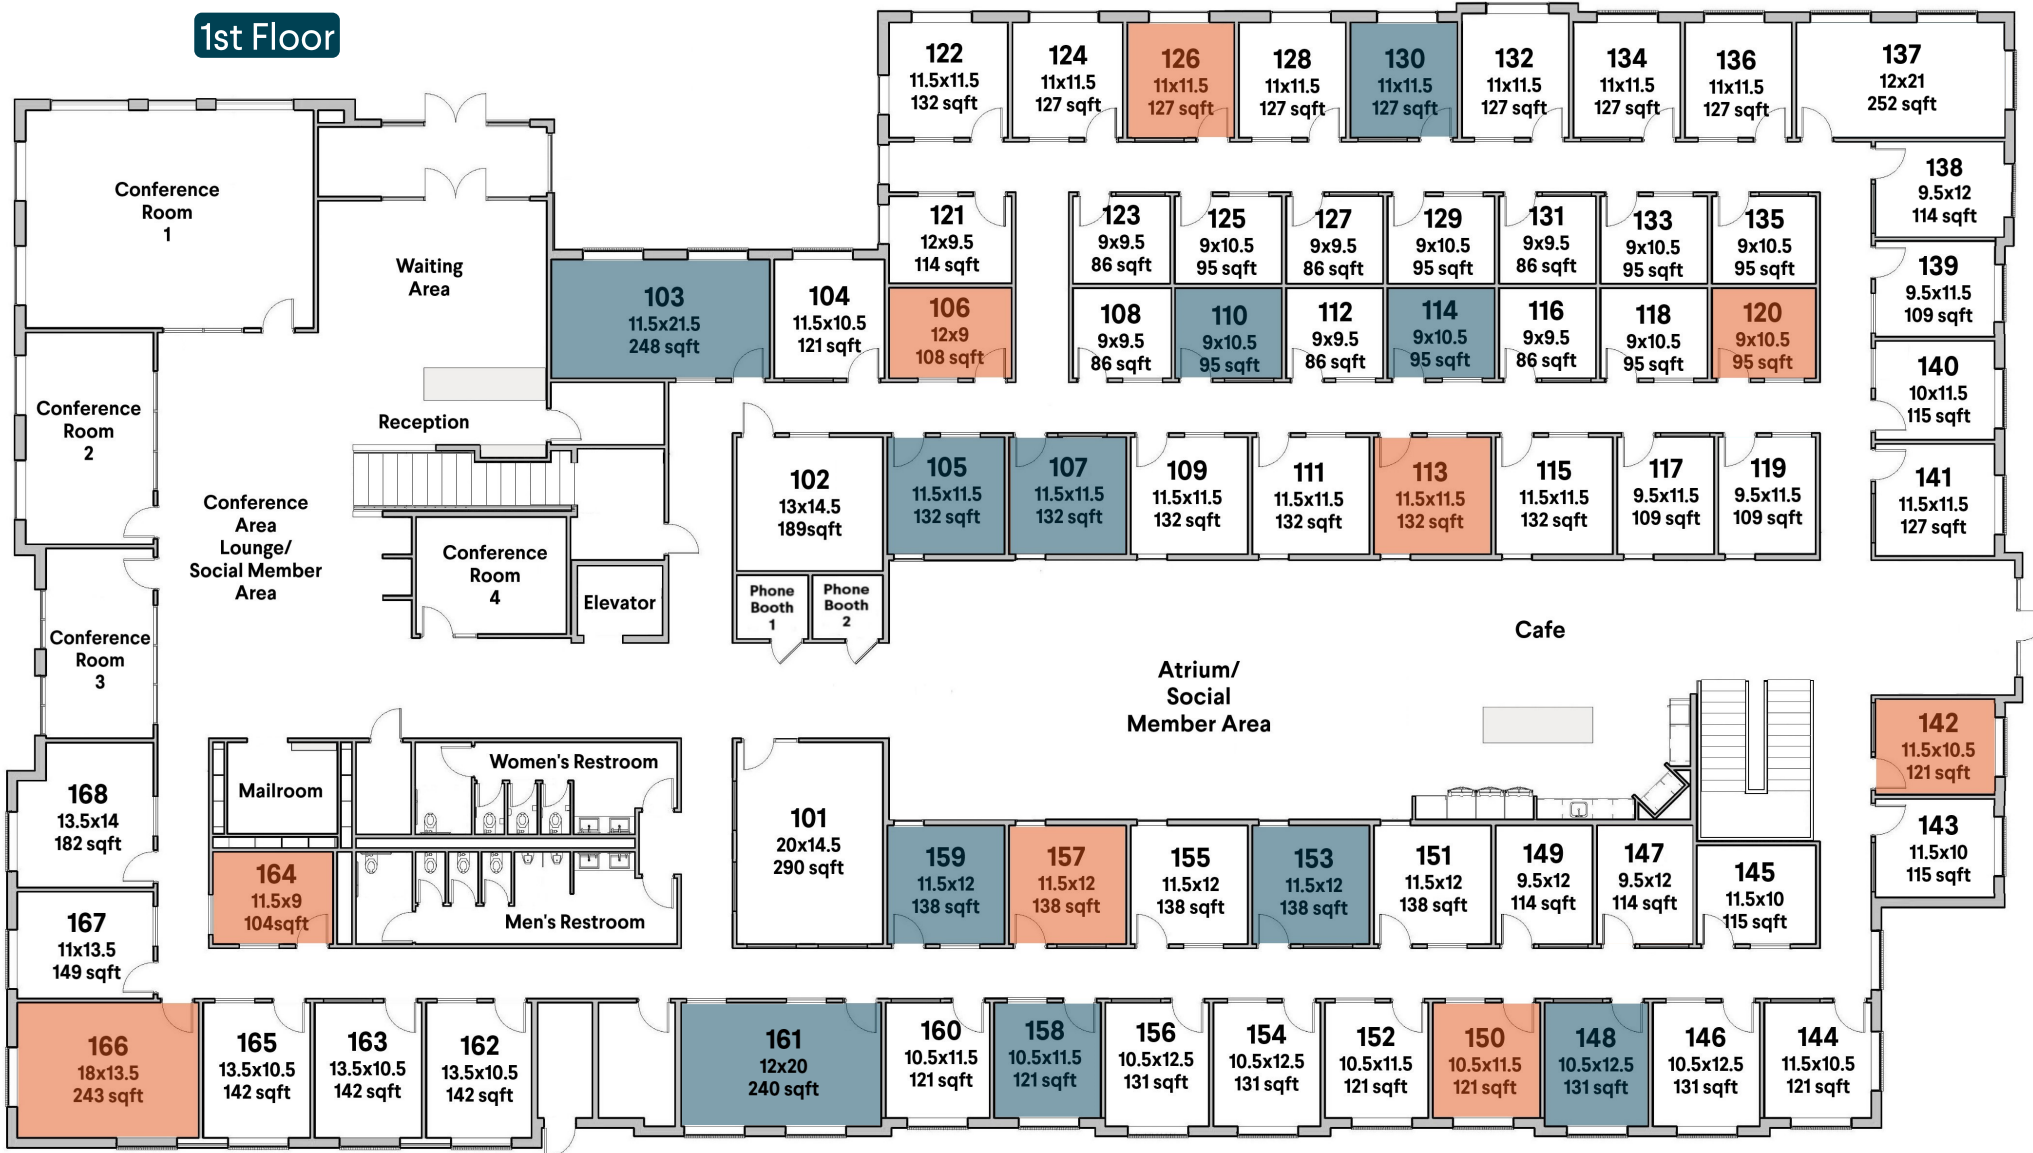 1st Floor
122
11.5x11.5
132 sqft
124
11x11.5
127 sqft
126
11x11.5
127 sqft
128
11x11.5
127 sqft
130
11x11.5
127 sqft
132
11x11.5
127 sqft
134
11x11.5
127 sqft
136
11x11.5
127 sqft
137
12x21
252 sqft
138
9.5x12
114 sqft
121
12x9.5
114 sqft
123
9x9.5
86 sqft
125
9x10.5
95 sqft
127
9x9.5
86 sqft
129
9x10.5
95 sqft
131
9x9.5
86 sqft
133
9x10.5
95 sqft
135
9x10.5
95 sqft
139
9.5x11.5
109 sqft
Conference
Room
1
Waiting
Area
103
11.5x21.5
248 sqft
104
11.5x10.5
121 sqft
106
12x9
108 sqft
108
9x9.5
86 sqft
110
9x10.5
95 sqft
112
9x9.5
86 sqft
114
9x10.5
95 sqft
116
9x9.5
86 sqft
118
9x10.5
95 sqft
120
9x10.5
95 sqft
140
10x11.5
115 sqft
Conference
Room
2
Reception
102
13x14.5
189sqft
105
11.5x11.5
132 sqft
107
11.5x11.5
132 sqft
109
11.5x11.5
132 sqft
111
11.5x11.5
132 sqft
113
11.5x11.5
132 sqft
115
11.5x11.5
132 sqft
117
9.5x11.5
109 sqft
119
9.5x11.5
109 sqft
141
11.5x11.5
127 sqft
Conference
Area
Lounge/
Social Member
Area
Conference
Room
4
Elevator
Phone
Booth
1
Phone
Booth
2
Conference
Room
3
Cafe
Atrium/
Social
Member Area
142
11.5x10.5
121 sqft
168
13.5x14
182 sqft
Mailroom
Women's Restroom
101
20x14.5
290 sqft
143
11.5x10
115 sqft
164
11.5x9
104sqft
Men's Restroom
159
11.5x12
138 sqft
157
11.5x12
138 sqft
155
11.5x12
138 sqft
153
11.5x12
138 sqft
151
11.5x12
138 sqft
149
9.5x12
114 sqft
147
9.5x12
114 sqft
145
11.5x10
115 sqft
167
11x13.5
149 sqft
166
18x13.5
243 sqft
165
13.5x10.5
142 sqft
163
13.5x10.5
142 sqft
162
13.5x10.5
142 sqft
161
12x20
240 sqft
160
10.5x11.5
121 sqft
158
10.5x11.5
121 sqft
156
10.5x12.5
131 sqft
154
10.5x12.5
131 sqft
152
10.5x11.5
121 sqft
150
10.5x11.5
121 sqft
148
10.5x12.5
131 sqft
146
10.5x12.5
131 sqft
144
11.5x10.5
121 sqft